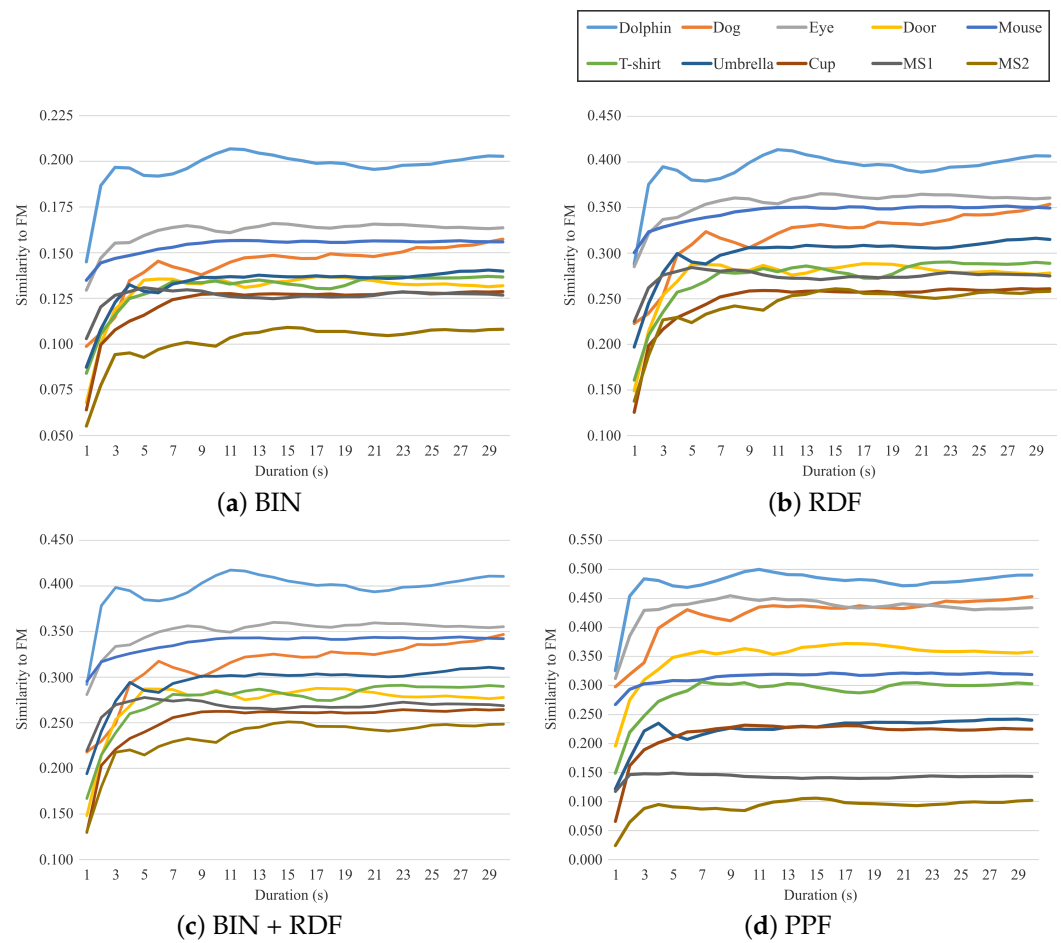 Dolphin Dog Eye Door Mouse
T-shirt Umbrella Cup MS1 MS2
0.225
0.200
0.175
0.150
0.125
0.100
0.075
0.050
Similarity to FM
1 3 5 7 9 11 13 15 17 19 21 23 25 27 29
Duration (s)
(a) BIN
0.450
0.400
0.350
0.300
0.250
0.200
0.150
0.100
Similarity to FM
1 3 5 7 9 11 13 15 17 19 21 23 25 27 29
Duration (s)
(b) RDF
0.450
0.400
0.350
0.300
0.250
0.200
0.150
0.100
Similarity to FM
1 3 5 7 9 11 13 15 17 19 21 23 25 27 29
Duration (s)
(c) BIN + RDF
0.550
0.500
0.450
0.400
0.350
0.300
0.250
0.200
0.150
0.100
0.050
0.000
Similarity to FM
1 3 5 7 9 11 13 15 17 19 21 23 25 27 29
Duration (s)
(d) PPF